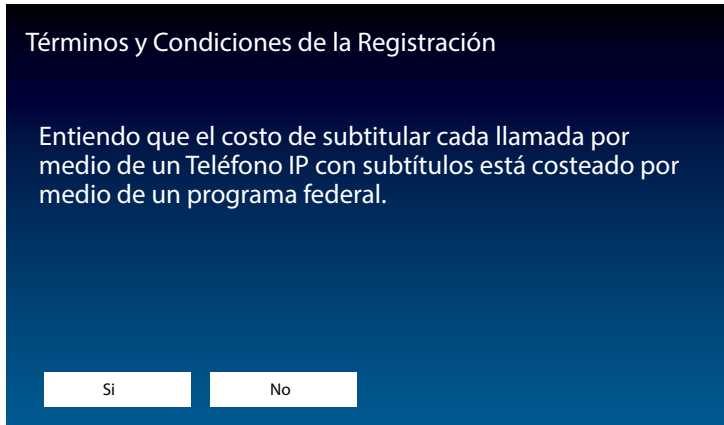 Términos y Condiciones de la Registración
Entiendo que el costo de subtitular cada llamada por
medio de un Teléfono IP con subtítulos está costeado por
medio de un programa federal.
Si
No